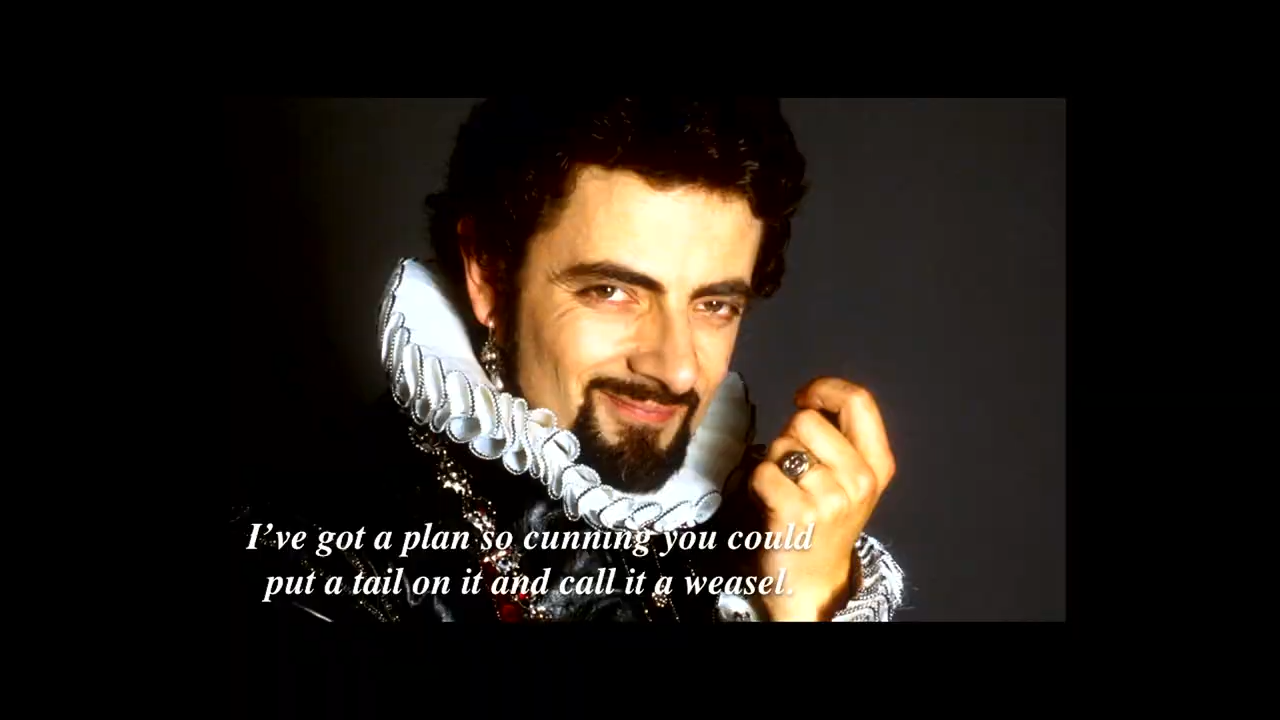 I’ve got a plan so cunning you could
put a tail on it and call it a weasel.